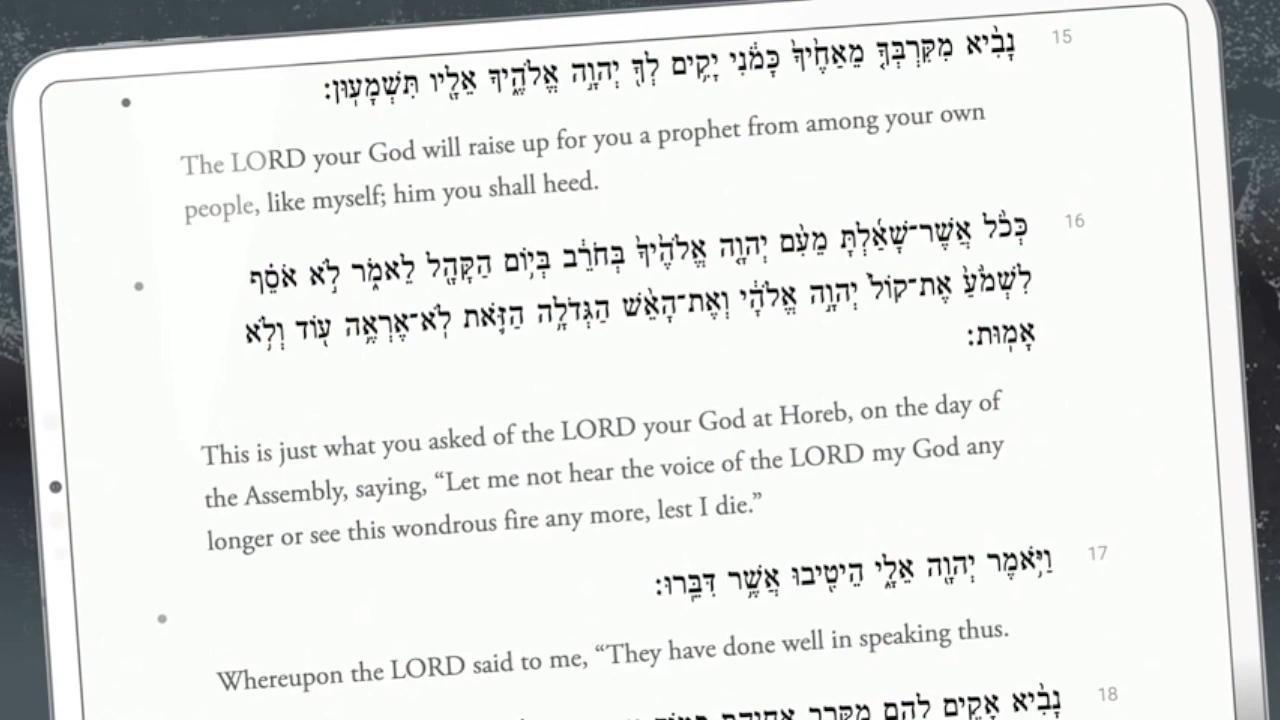 15
נָבִ֨יא מִקִּרְבְּךָ֤ מֵאַחֶ֙יךָ֙ כָּמֹ֔נִי יָקִ֥ים לְךָ֖ יְהֹוָ֣ה אֱלֹהֶ֑יךָ אֵלָ֖יו תִּשְׁמָעֽוּן׃
The LORD your God will raise up for you a prophet from among your own
people, like myself; him you shall heed.
16
כְּכֹ֨ל אֲשֶׁר־שָׁאַ֜לְתָּ מֵעִ֨ם יְהֹוָ֤ה אֱלֹהֶ֙יךָ֙ בְּחֹרֵ֔ב בְּי֥וֹם הַקָּהָ֖ל לֵאמֹ֑ר לֹ֣א אֹסֵ֗ף
לִשְׁמֹ֙עַ֙ אֶת־קוֹל֙ יְהֹוָ֣ה אֱלֹהָ֔י וְאֶת־הָאֵ֨שׁ הַגְּדֹלָ֥ה הַזֹּ֛את לֹֽא־אֶרְאֶ֥ה ע֖וֹד וְלֹ֥א
אָמֽוּת׃
This is just what you asked of the LORD your God at Horeb, on the day of
the Assembly, saying, “Let me not hear the voice of the LORD my God any
longer or see this wondrous fire any more, lest I die.”
17
וַיֹּ֥אמֶר יְהֹוָ֖ה אֵלָ֑י הֵיטִ֖יבוּ אֲשֶׁ֥ר דִּבֵּֽרוּ׃
Whereupon the LORD said to me, “They have done well in speaking thus.
18
נָבִ֨יא אָקִ֥ים לָהֶ֛ם מִקֶּ֥רֶב אֲחֵיהֶ֖ם